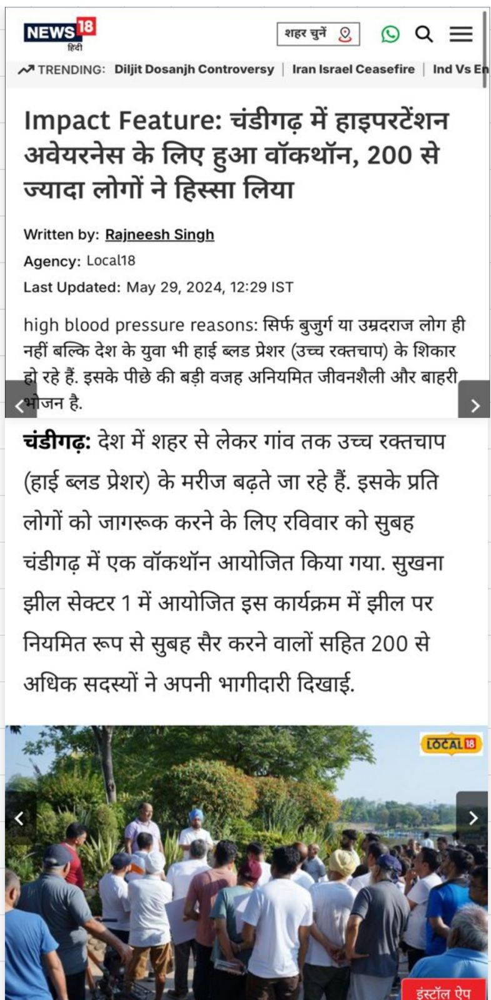 NEWS 18
हिंदी
शहर चुनें
TRENDING: Diljit Dosanjh Controversy | Iran Israel Ceasefire | Ind Vs En
Impact Feature: चंडीगढ़ में हाइपरटेंशन
अवेयरनेस के लिए हुआ वॉकथॉन, 200 से
ज्यादा लोगों ने हिस्सा लिया
Written by: Rajneesh Singh
Agency: Local18
Last Updated: May 29, 2024, 12:29 IST
high blood pressure reasons: सिर्फ बुजुर्ग या उम्रदराज लोग ही
नहीं बल्कि देश के युवा भी हाई ब्लड प्रेशर (उच्च रक्तचाप) के शिकार
हो रहे हैं. इसके पीछे की बड़ी वजह अनियमित जीवनशैली और बाहरी
भोजन है.
चंडीगढ़: देश में शहर से लेकर गांव तक उच्च रक्तचाप
(हाई ब्लड प्रेशर) के मरीज बढ़ते जा रहे हैं. इसके प्रति
लोगों को जागरूक करने के लिए रविवार को सुबह
चंडीगढ़ में एक वॉकथॉन आयोजित किया गया. सुखना
झील सेक्टर 1 में आयोजित इस कार्यक्रम में झील पर
नियमित रूप से सुबह सैर करने वालों सहित 200 से
अधिक सदस्यों ने अपनी भागीदारी दिखाई.
LOCAL 18
इंस्टॉल ऐप